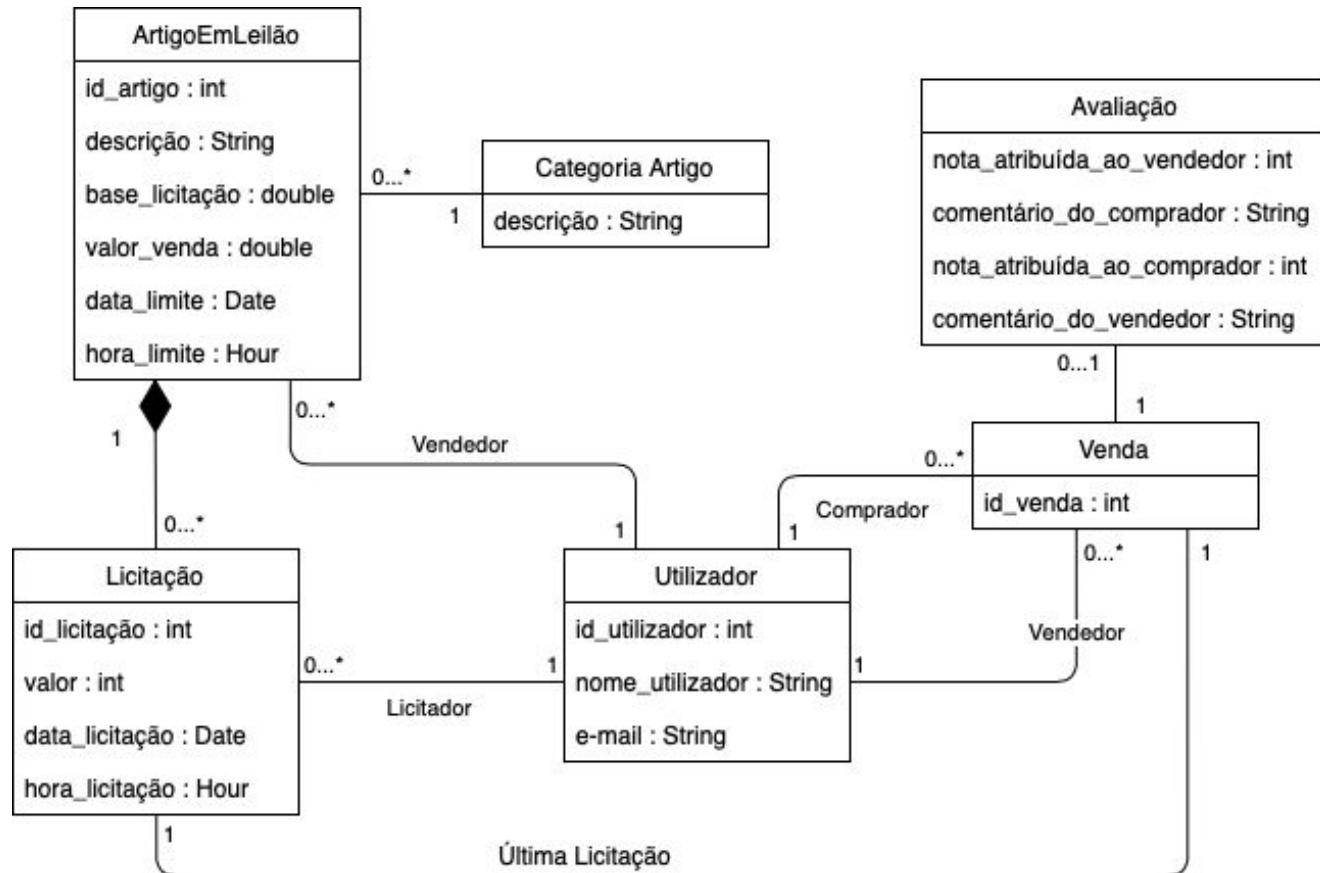 ArtigoEmLeilão
id_artigo : int
descrição : String
base_licitação : double
valor_venda : double
data_limite : Date
hora_limite : Hour
0...*
1
Categoria Artigo
descrição : String
Avaliação
nota_atribuída_ao_vendedor : int
comentário_do_comprador : String
nota_atribuída_ao_comprador : int
comentário_do_vendedor : String
0...1
1
1
0...*
0...*
Vendedor
1
0...*
Comprador
1
Venda
id_venda : int
0...*
1
Vendedor
1
Licitação
id_licitação : int
valor : int
data_licitação : Date
hora_licitação : Hour
0...*
1
Licitador
Utilizador
id_utilizador : int
nome_utilizador : String
e-mail : String
1
Última Licitação